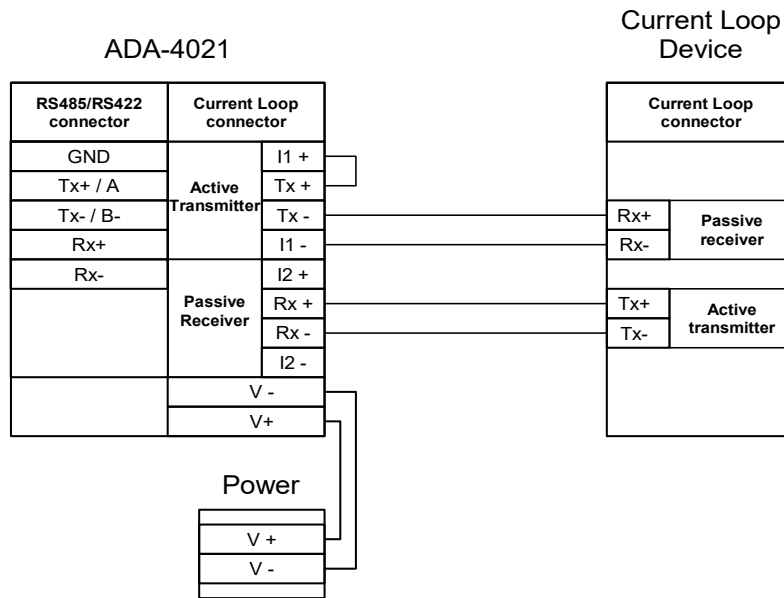 Current Loop
Device
ADA-4021
RS485/RS422
connector
Current Loop
connector
Current Loop
connector
GND
I1 +
Tx+ / A
Active
Transmitter
Tx +
Tx- / B-
Tx -
Rx+
Passive
receiver
Rx+
I1 -
Rx-
Rx-
I2 +
Passive
Receiver
Rx +
Tx+
Active
transmitter
Rx -
Tx-
I2 -
V -
V+
Power
V +
V -